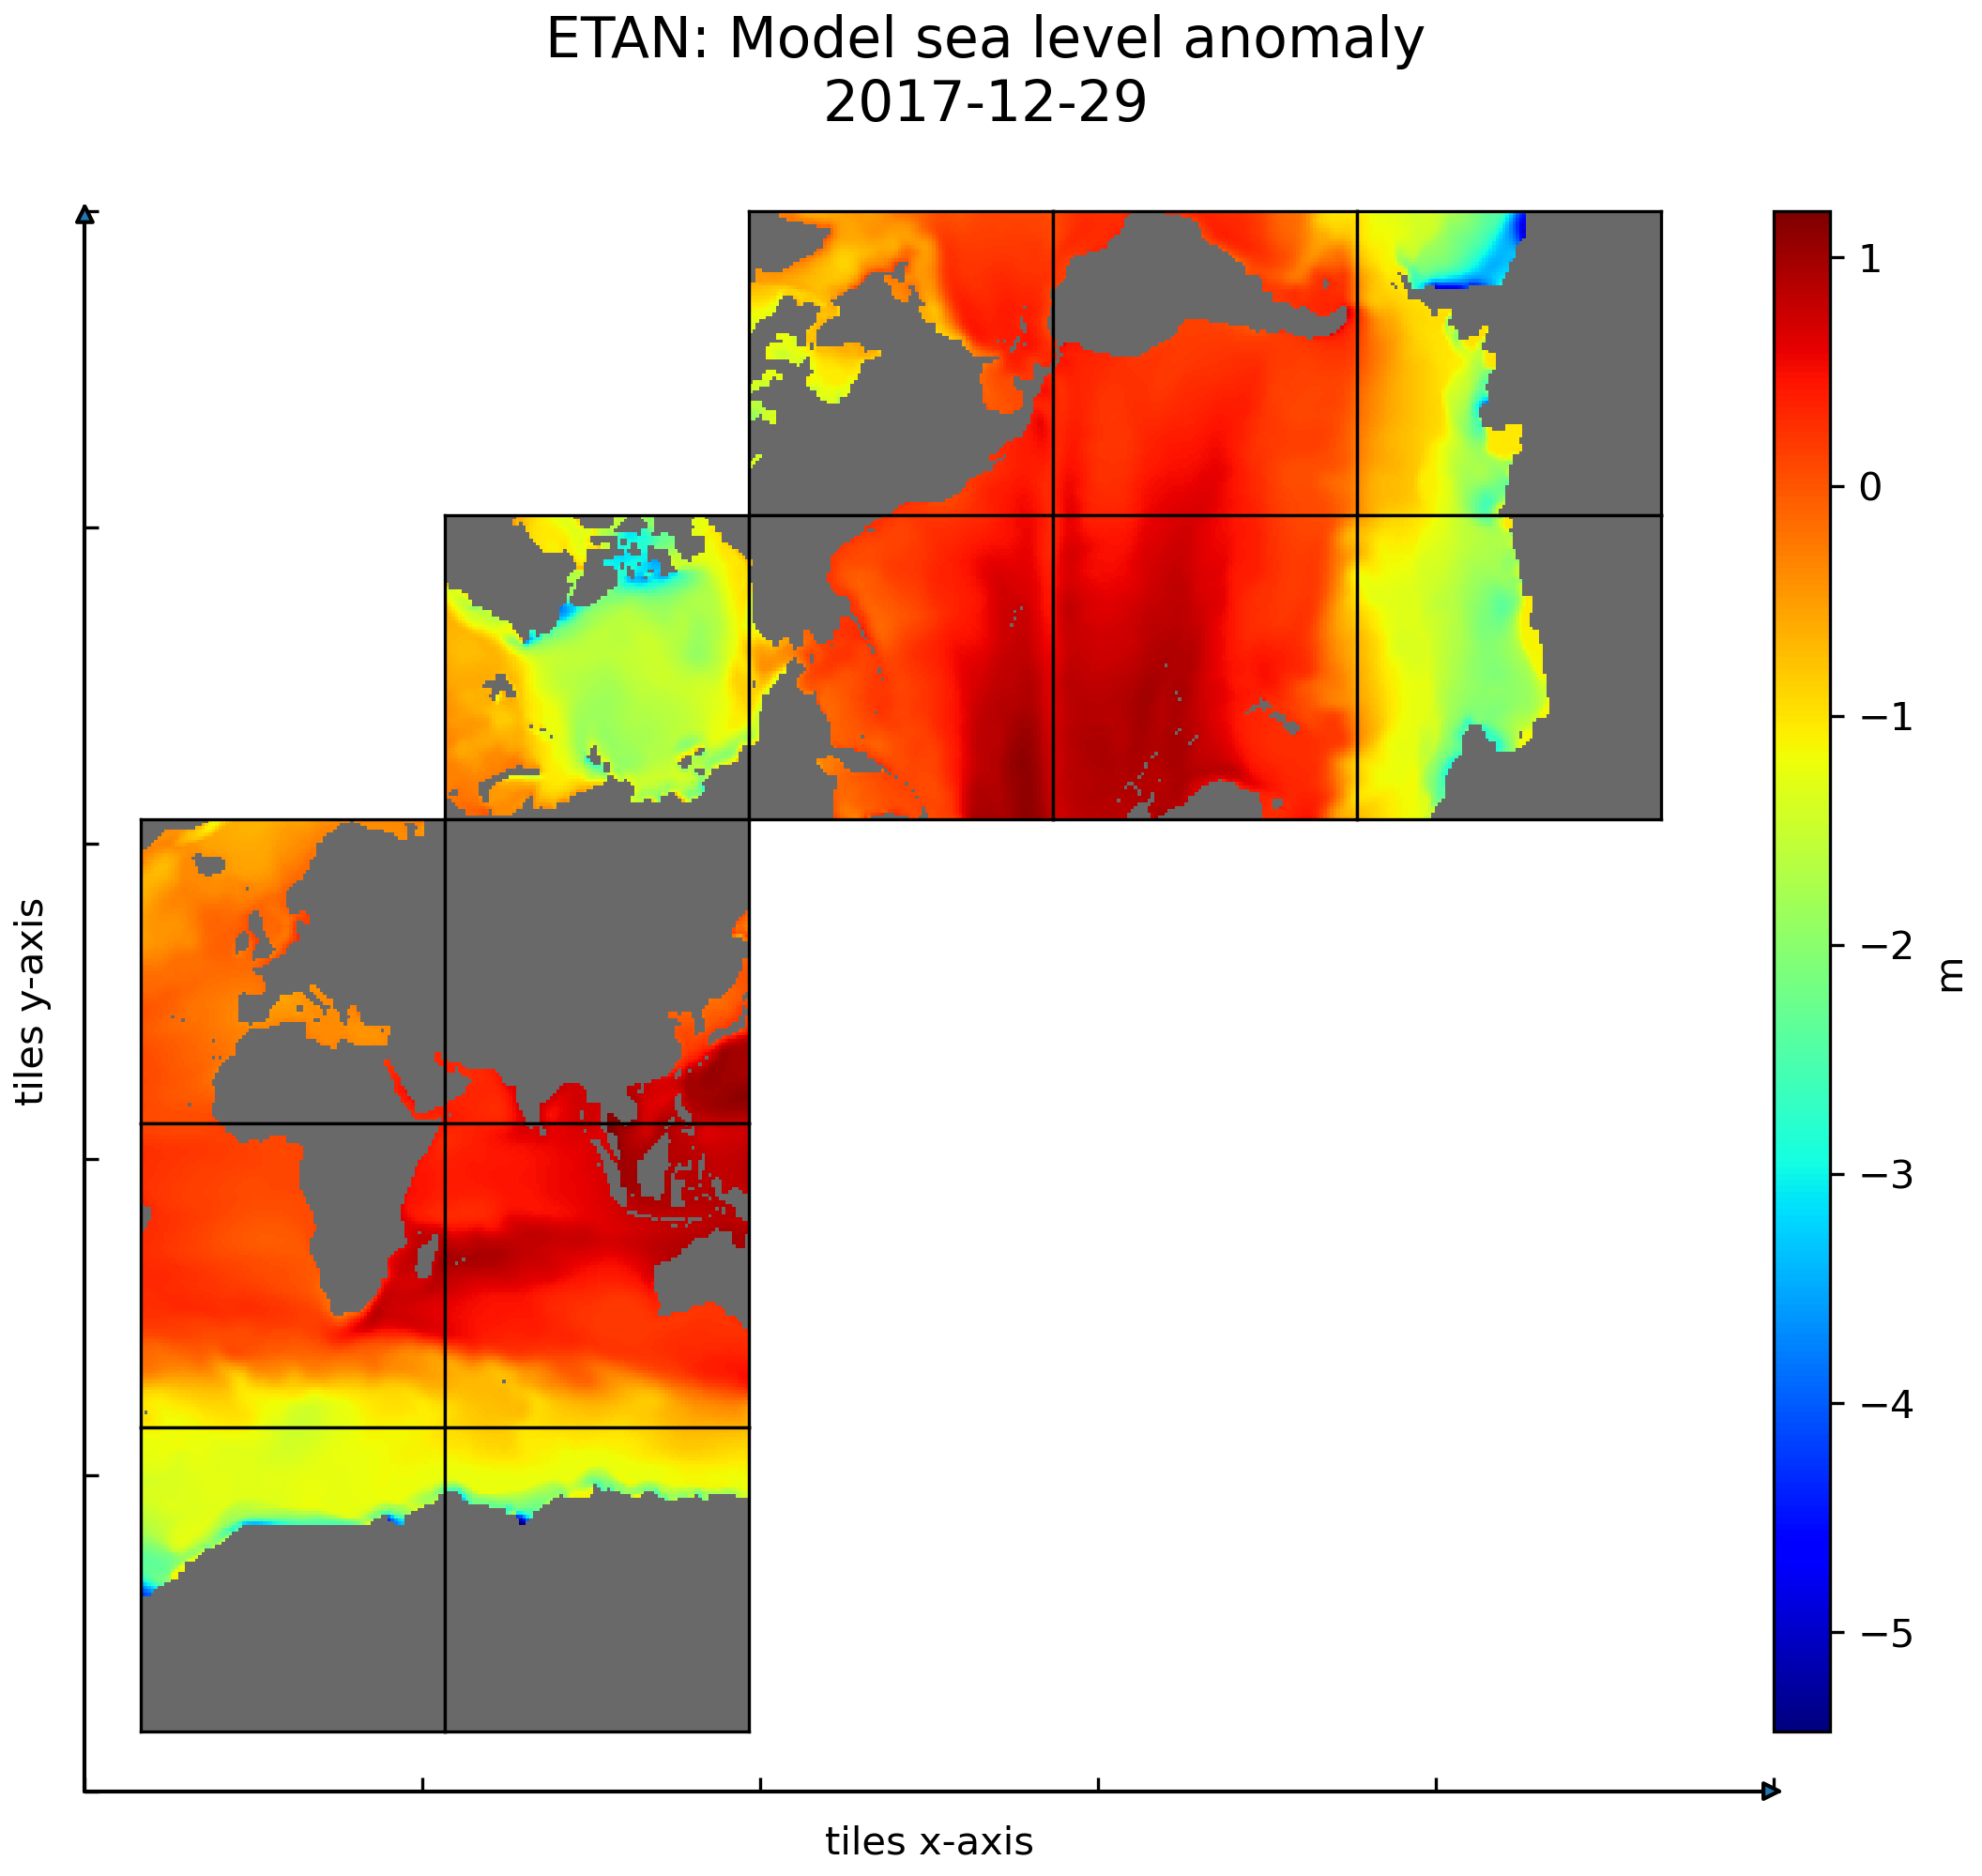 ETAN: Model sea level anomaly
2017-12-29
1
0
−1
−2
−3
−4
−5
m
tiles y-axis
tiles x-axis